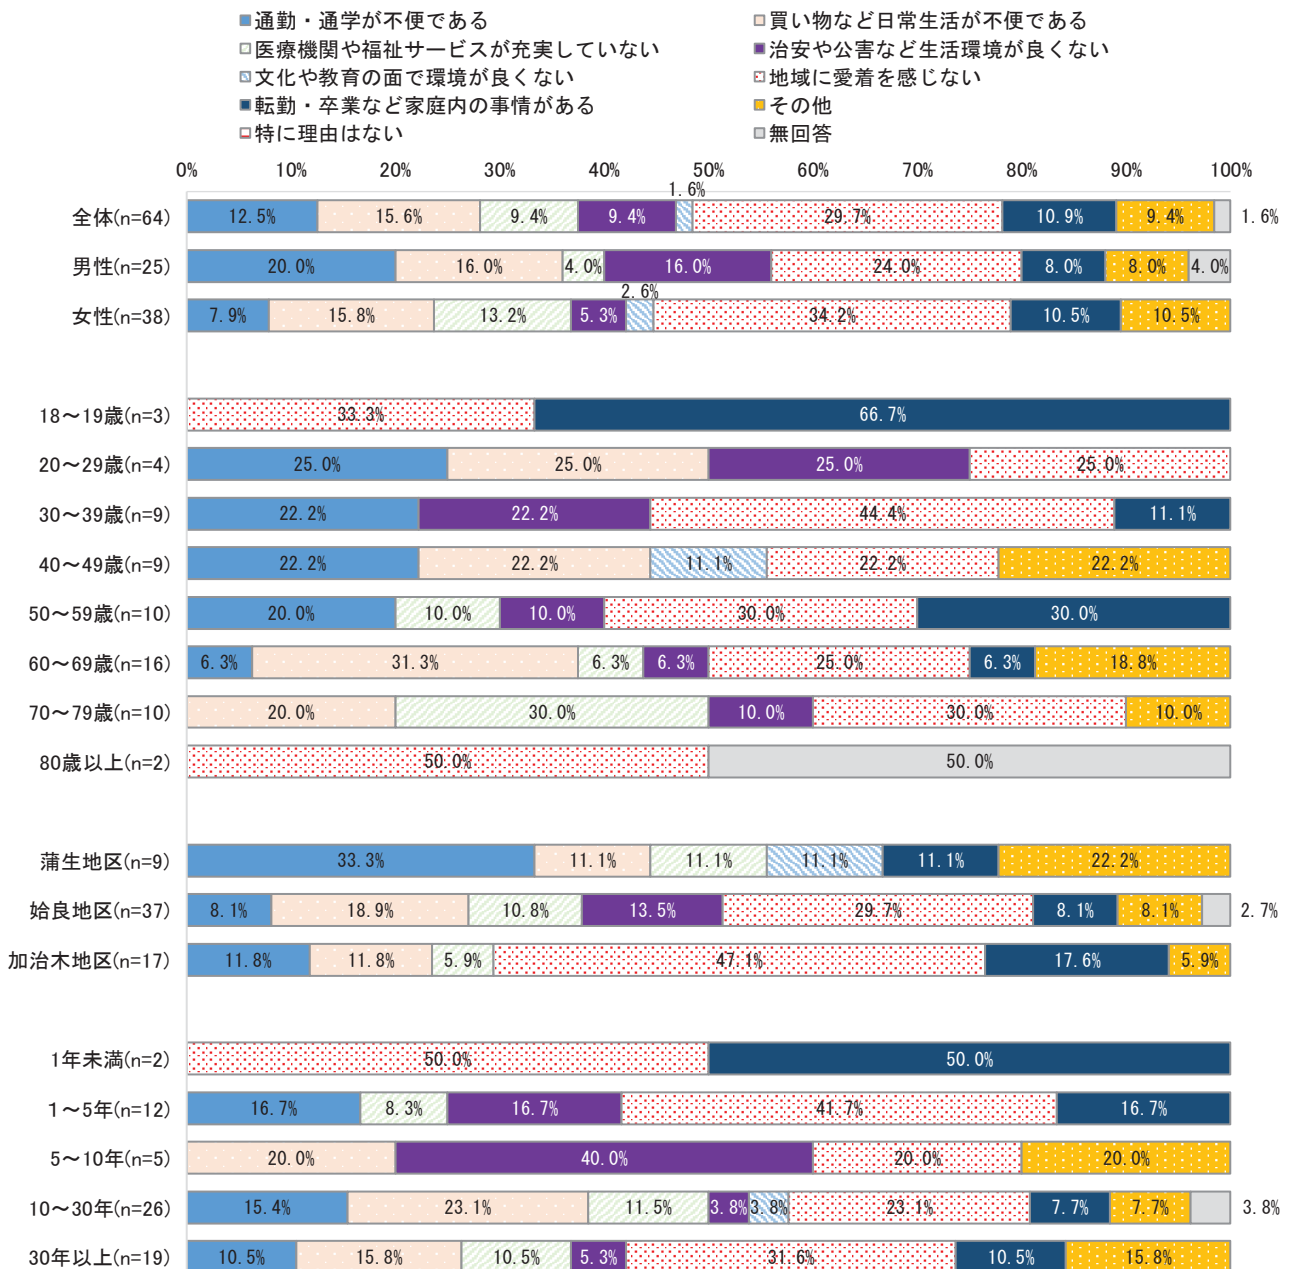 通勤・通学が不便である 買い物など日常生活が不便である
医療機関や福祉サービスが充実していない 治安や公害など生活環境が良くない
文化や教育の面で環境が良くない 地域に愛着を感じない
転勤・卒業など家庭内の事情がある その他
特に理由はない 無回答
0% 10% 20% 30% 40% 50% 60% 70% 80% 90% 100%
1.6%
全体(n=64) 12.5% 15.6% 9.4% 9.4% 29.7% 10.9% 9.4% 1.6%
男性(n=25) 20.0% 16.0% 4.0% 16.0% 24.0% 8.0% 8.0% 4.0%
2.6%
女性(n=38) 7.9% 15.8% 13.2% 5.3% 34.2% 10.5% 10.5%
18～19歳(n=3) 33.3% 66.7%
20～29歳(n=4) 25.0% 25.0% 25.0% 25.0%
30～39歳(n=9) 22.2% 22.2% 44.4% 11.1%
40～49歳(n=9) 22.2% 22.2% 11.1% 22.2% 22.2%
50～59歳(n=10) 20.0% 10.0% 10.0% 30.0% 30.0%
60～69歳(n=16) 6.3% 31.3% 6.3% 6.3% 25.0% 6.3% 18.8%
70～79歳(n=10) 20.0% 30.0% 10.0% 30.0% 10.0%
80歳以上(n=2) 50.0% 50.0%
蒲生地区(n=9) 33.3% 11.1% 11.1% 11.1% 11.1% 22.2%
姶良地区(n=37) 8.1% 18.9% 10.8% 13.5% 29.7% 8.1% 8.1% 2.7%
加治木地区(n=17) 11.8% 11.8% 5.9% 47.1% 17.6% 5.9%
1年未満(n=2) 50.0% 50.0%
1～5年(n=12) 16.7% 8.3% 16.7% 41.7% 16.7%
5～10年(n=5) 20.0% 40.0% 20.0% 20.0%
10～30年(n=26) 15.4% 23.1% 11.5% 3.8% 3.8% 23.1% 7.7% 7.7% 3.8%
30年以上(n=19) 10.5% 15.8% 10.5% 5.3% 31.6% 10.5% 15.8%